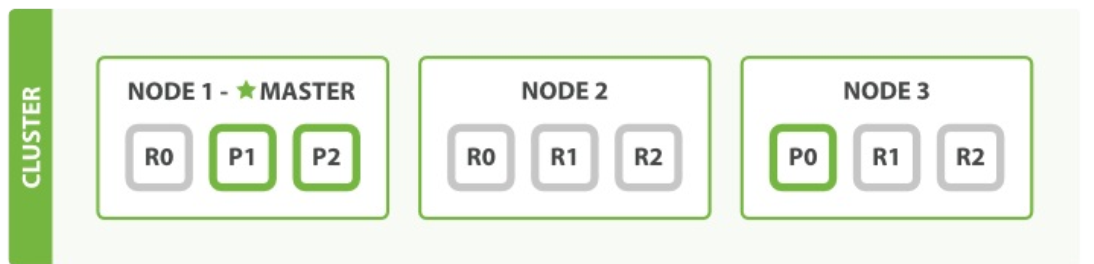 CLUSTER
NODE 1 - ★ MASTER
R0 P1 P2
NODE 2
R0 R1 R2
NODE 3
P0 R1 R2